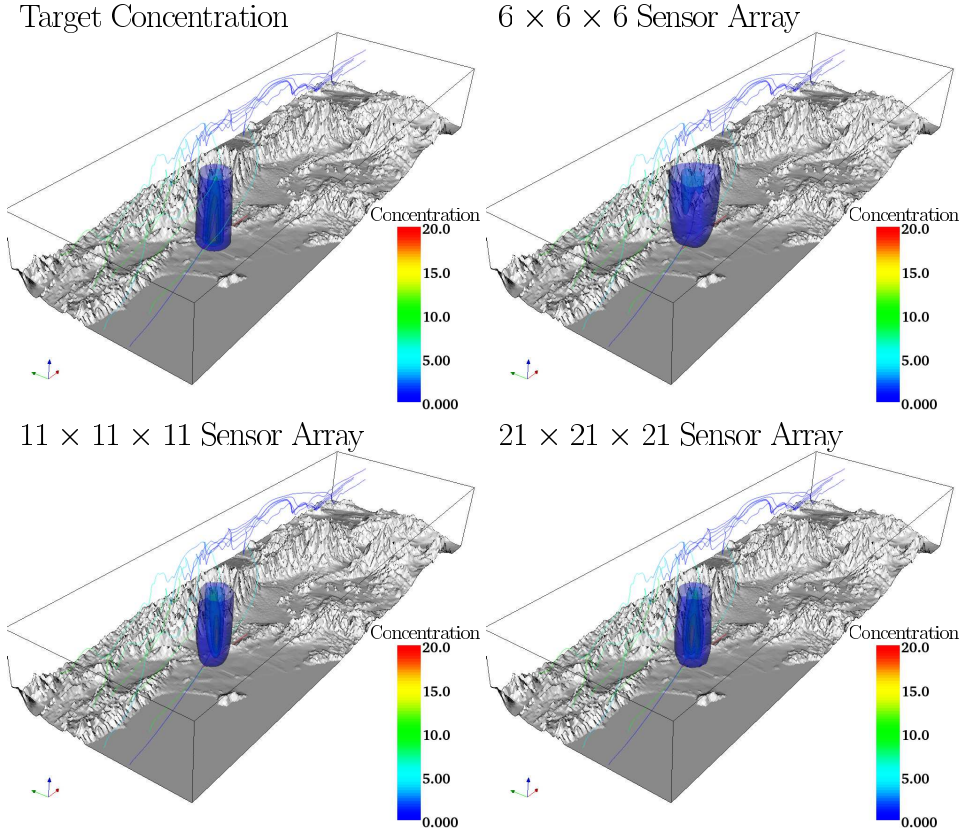 Target Concentration
6 × 6 × 6 Sensor Array
Concentration
20.0
15.0
10.0
5.00
0.000
Concentration
20.0
15.0
10.0
5.00
0.000
11 × 11 × 11 Sensor Array
21 × 21 × 21 Sensor Array
Concentration
20.0
15.0
10.0
5.00
0.000
Concentration
20.0
15.0
10.0
5.00
0.000